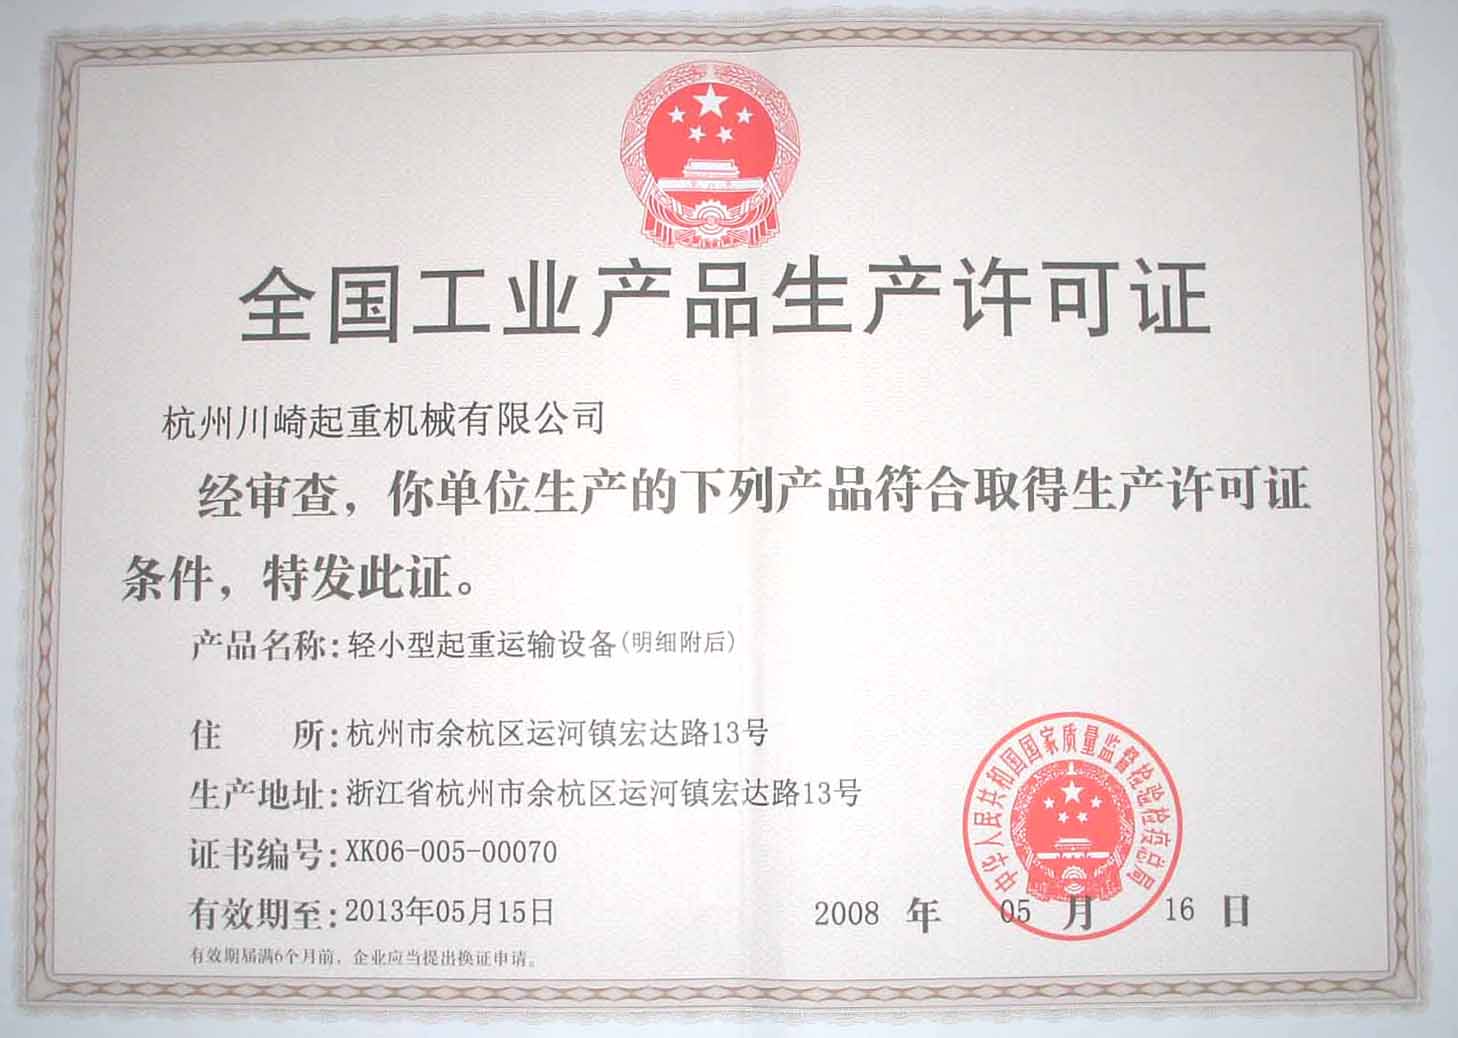 全国工业产品生产许可证
杭州川崎起重机械有限公司
经审查，你单位生产的下列产品符合取得生产许可证
条件，特发此证。
产品名称：轻小型起重运输设备(明细附后)
住　　所：杭州市余杭区运河镇宏达路13号
生产地址：浙江省杭州市余杭区运河镇宏达路13号
证书编号：XK06-005-00070
有效期至：2013年05月15日
2008 年 05 月 16 日
有效期届满6个月前，企业应当提出换证申请。
中华人民共和国国家质量监督检验检疫总局